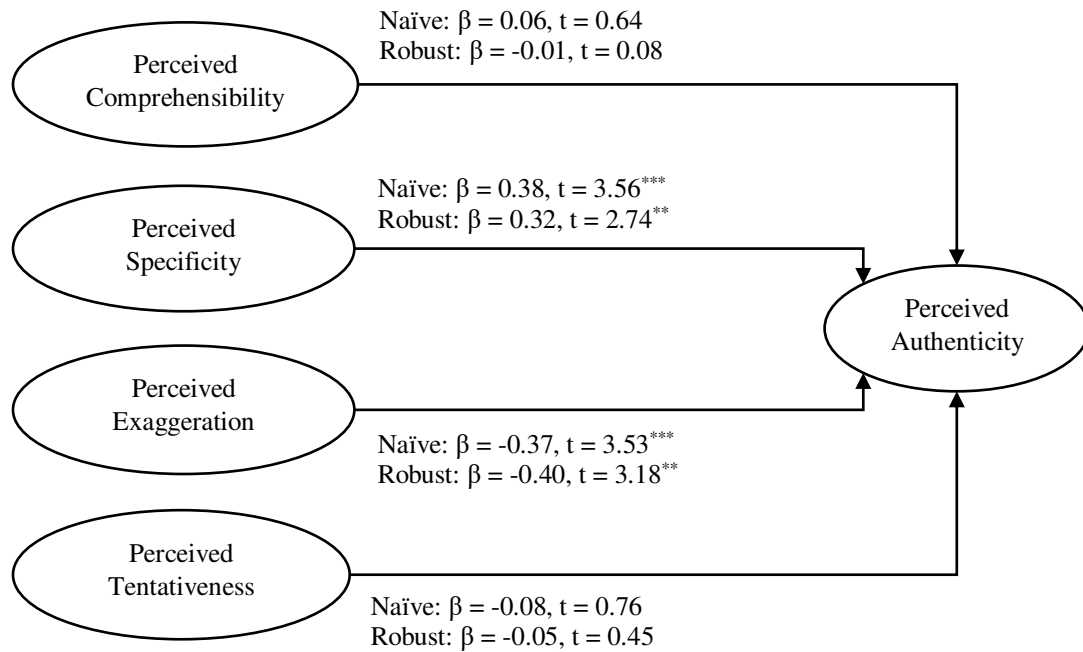 Naïve: β = 0.06, t = 0.64
Robust: β = -0.01, t = 0.08
Perceived
Comprehensibility
Naïve: β = 0.38, t = 3.56***
Robust: β = 0.32, t = 2.74**
Perceived
Specificity
Perceived
Authenticity
Perceived
Exaggeration
Naïve: β = -0.37, t = 3.53***
Robust: β = -0.40, t = 3.18**
Perceived
Tentativeness
Naïve: β = -0.08, t = 0.76
Robust: β = -0.05, t = 0.45